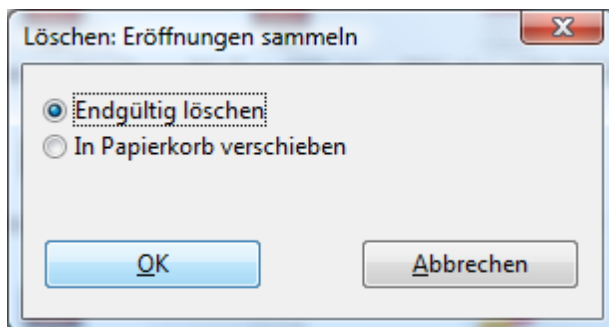 Löschen: Eröffnungen sammeln
Endgültig löschen
In Papierkorb verschieben
OK
Abbrechen